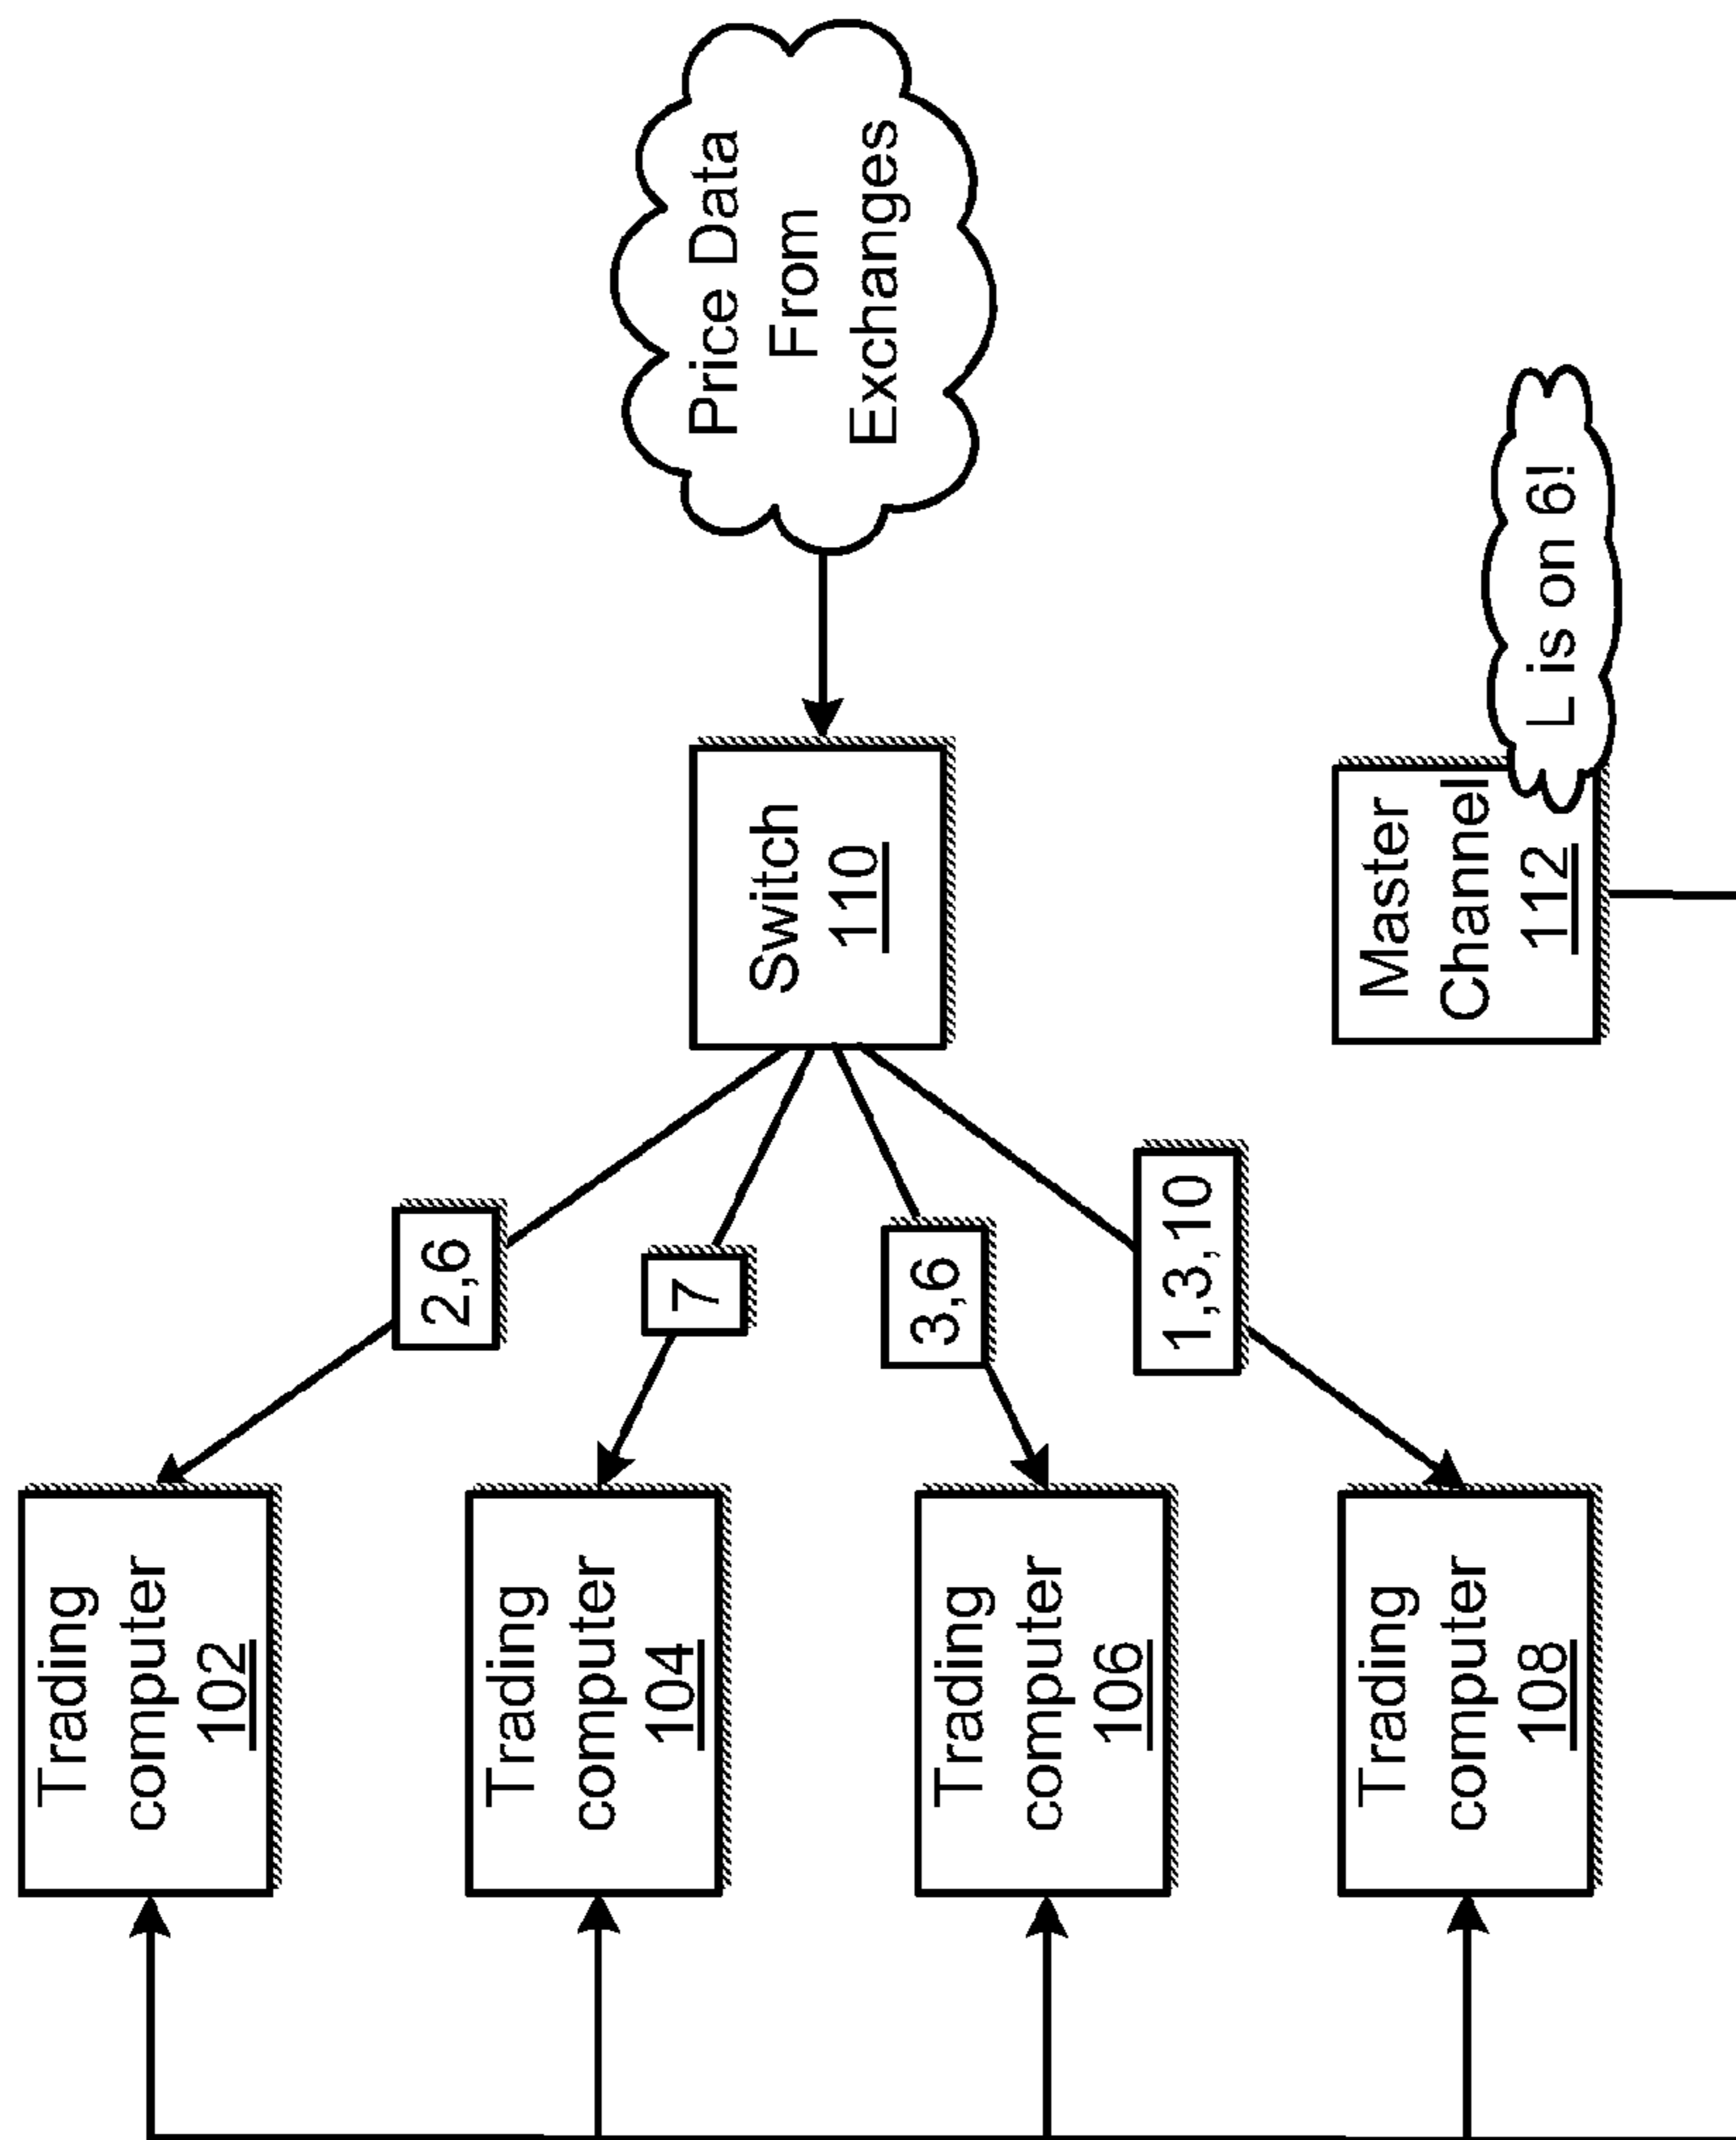 Trading
computer
102
Trading
computer
104
Trading
computer
106
Trading
computer
108
2,6
7
3,6
1,3,10
Switch
110
Price Data
From
Exchanges
Master
Channel
112
L is on 6!